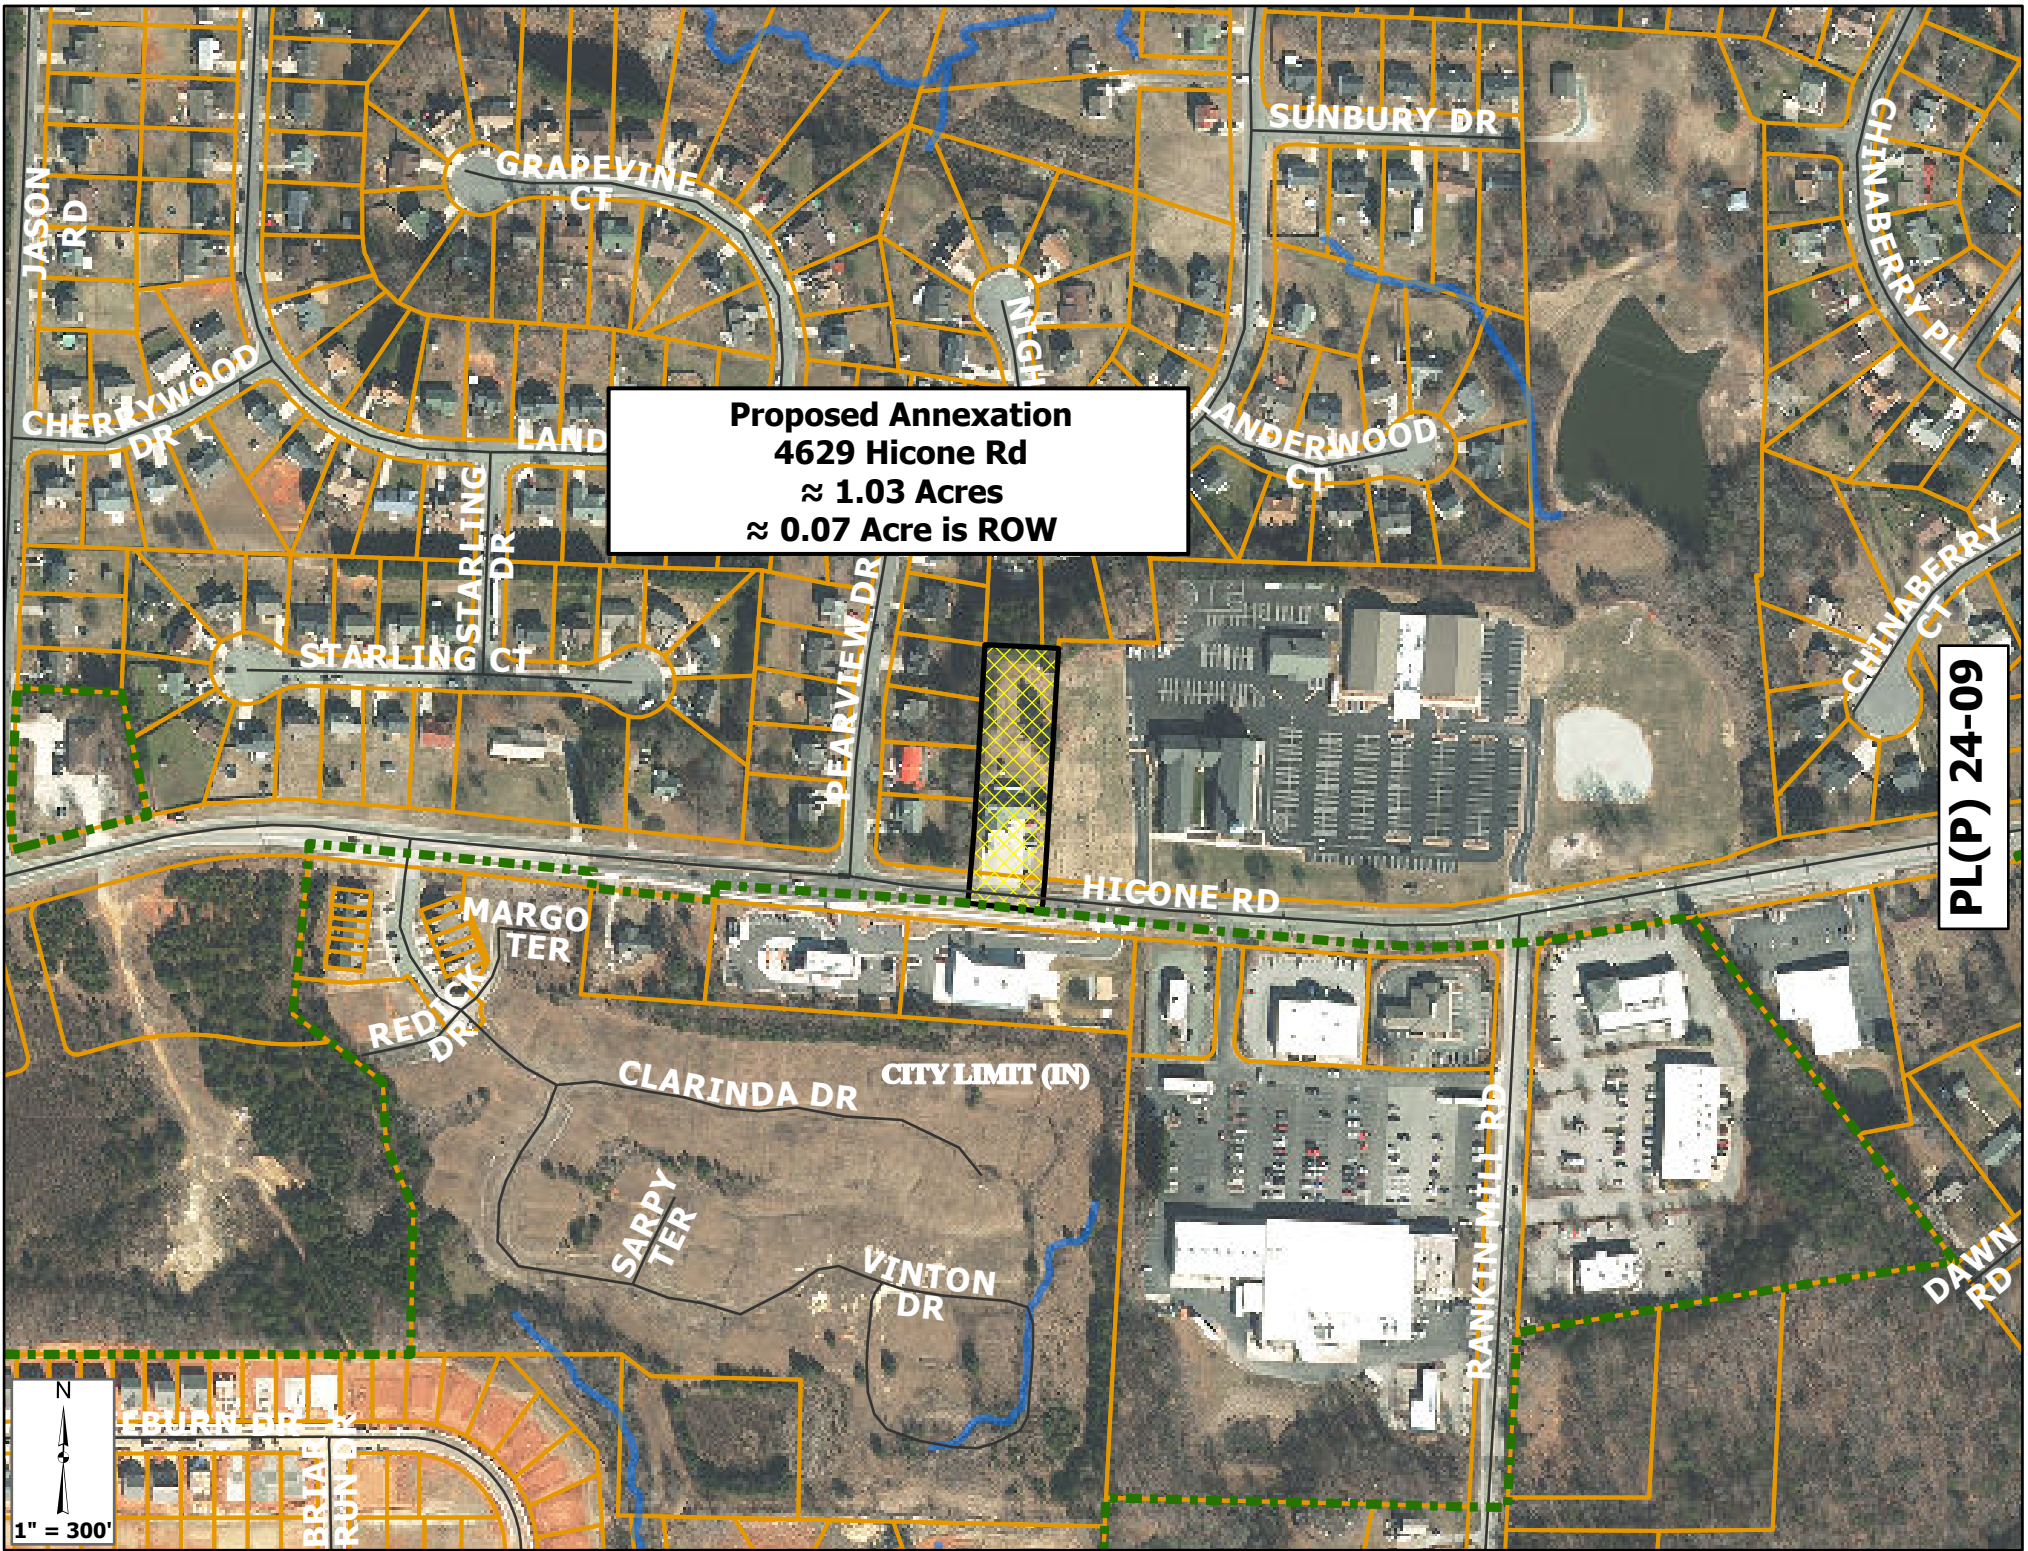 SUNBURY DR
CHINABERRY PL
GRAPEVINE
CT
JASON
RD
NIGH
CHERRYWOOD
DR
LAND
Proposed Annexation
4629 Hicone Rd
≈ 1.03 Acres
≈ 0.07 Acre is ROW
LANDERWOOD
CT
STARLING
DR
STARLING CT
PEARVIEW DR
CHINABERRY
CT
PL(P) 24-09
HICONE RD
MARGO
TER
REDICK
DR
CLARINDA DR
CITY LIMIT (IN)
SARPY
TER
VINTON
DR
RANKIN MILL RD
DAWN
RD
EBURN DR
BRIAR
RUN D
N
1" = 300'